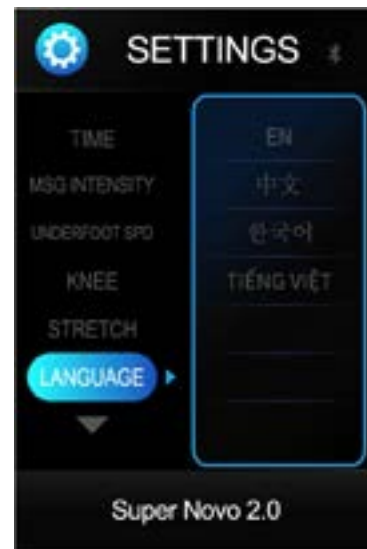 SETTINGS
TIME
MSG INTENSITY
UNDERFOOT SPD
KNEE
STRETCH
LANGUAGE
EN
中文
한국어
TIẾNG VIỆT
Super Novo 2.0